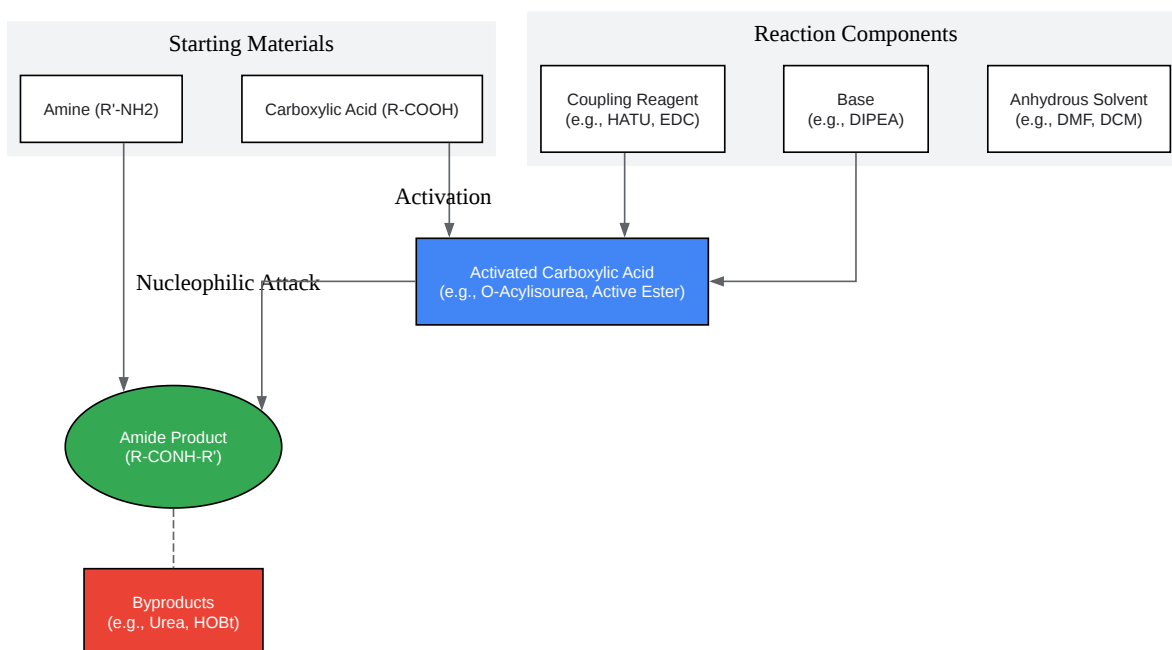 Starting Materials
Reaction Components
Amine (R'-NH2)
Carboxylic Acid (R-COOH)
Coupling Reagent
(e.g., HATU, EDC)
Base
(e.g., DIPEA)
Anhydrous Solvent
(e.g., DMF, DCM)
Activation
Nucleophilic Attack
Activated Carboxylic Acid
(e.g., O-Acylisourea, Active Ester)
Amide Product
(R-CONH-R')
Byproducts
(e.g., Urea, HOBt)